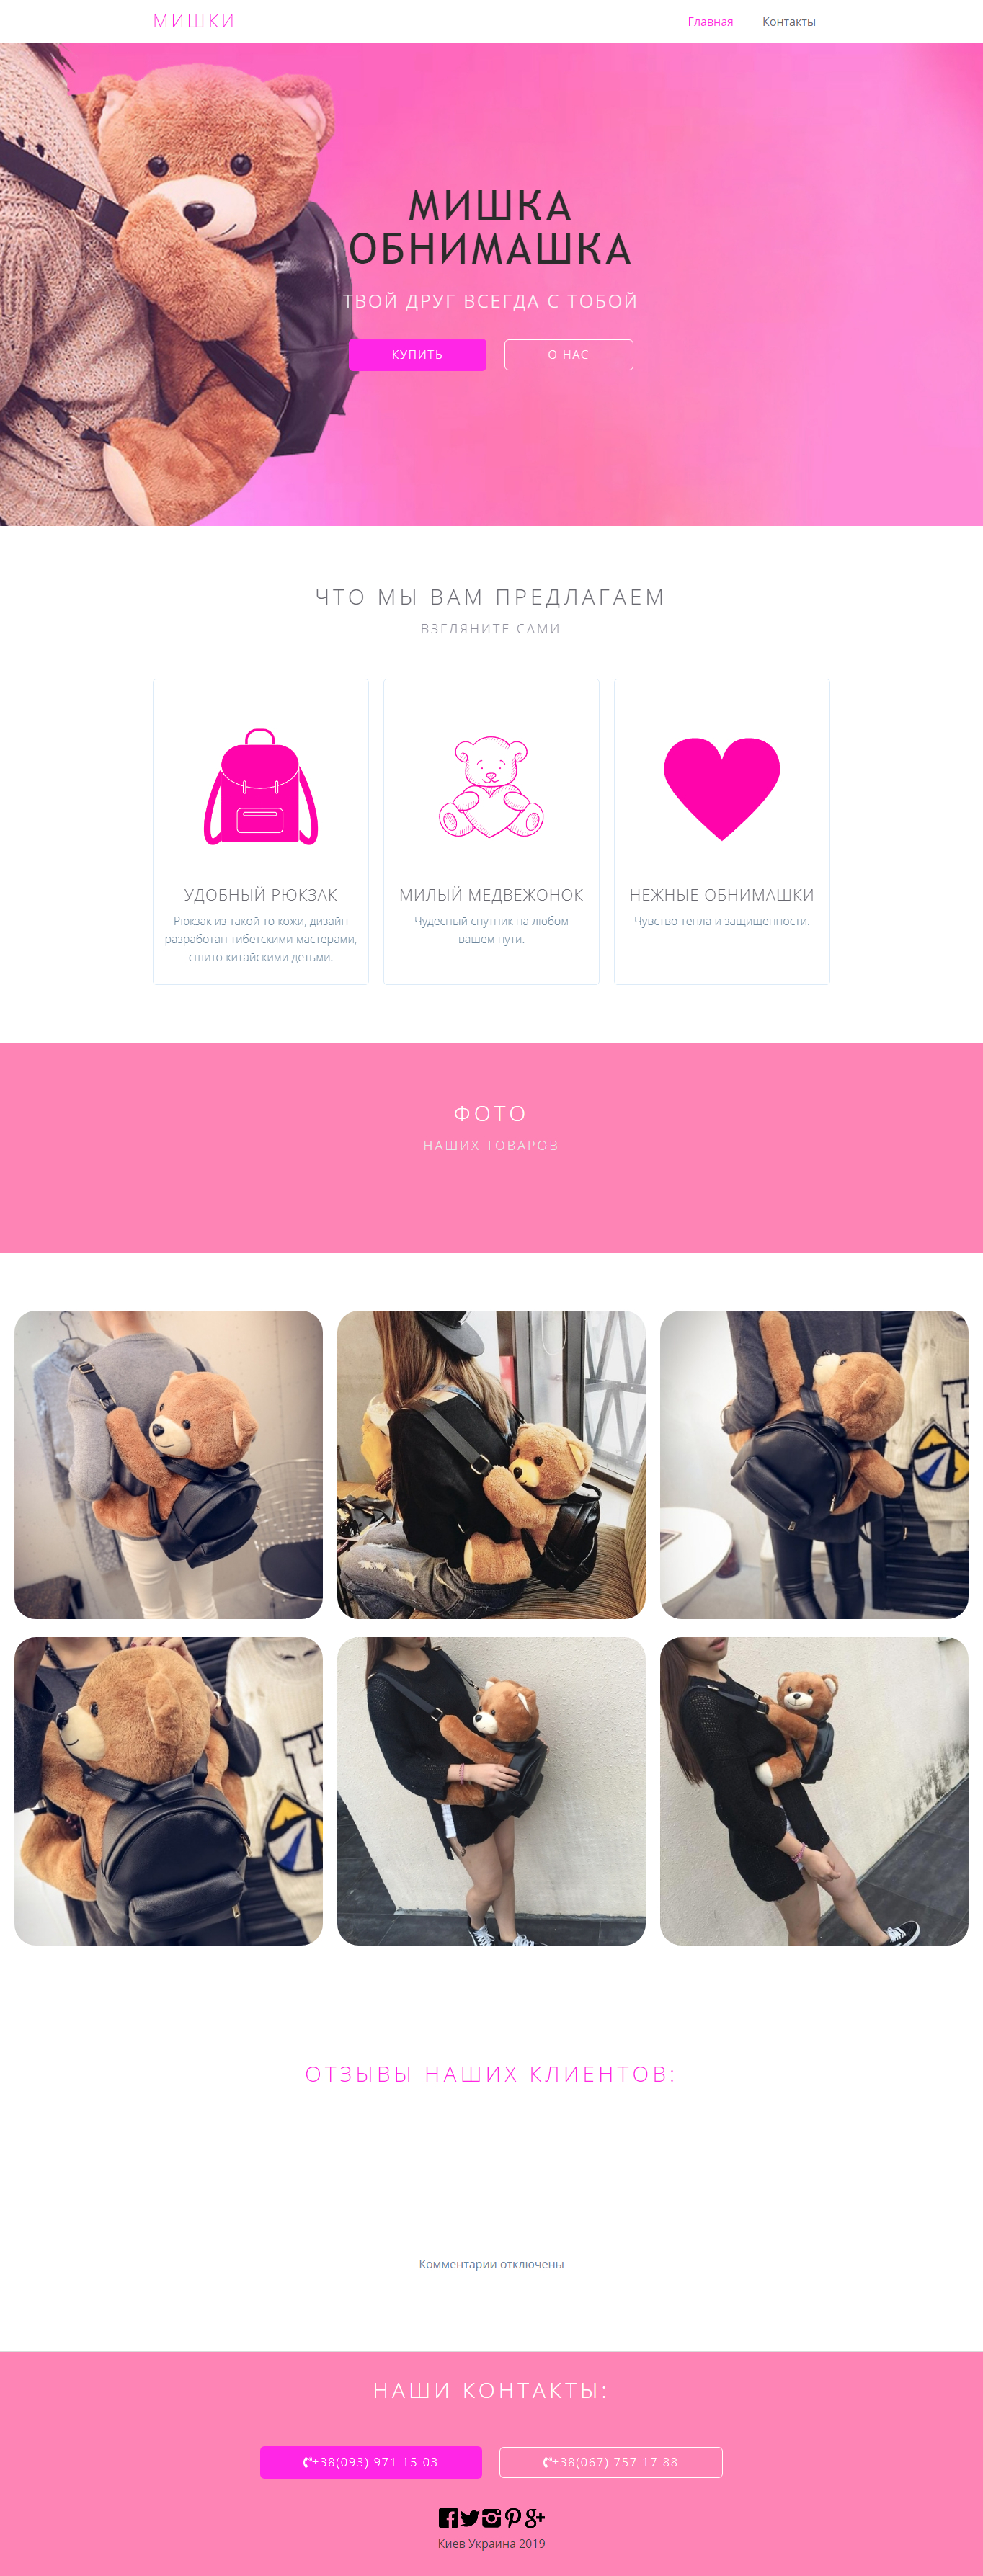 МИШКИ
Главная Контакты
МИШКА
ОБНИМАШКА
ТВОЙ ДРУГ ВСЕГДА С ТОБОЙ
КУПИТЬ О НАС
ЧТО МЫ ВАМ ПРЕДЛАГАЕМ
ВЗГЛЯНИТЕ САМИ
УДОБНЫЙ РЮКЗАК
Рюкзак из такой то кожи, дизайн
разработан тибетскими мастерами,
сшито китайскими детьми.
МИЛЫЙ МЕДВЕЖОНОК
Чудесный спутник на любом
вашем пути.
НЕЖНЫЕ ОБНИМАШКИ
Чувство тепла и защищенности.
ФОТО
НАШИХ ТОВАРОВ
ОТЗЫВЫ НАШИХ КЛИЕНТОВ:
Комментарии отключены
НАШИ КОНТАКТЫ:
+38(093) 971 15 03
+38(067) 757 17 88
Киев Украина 2019